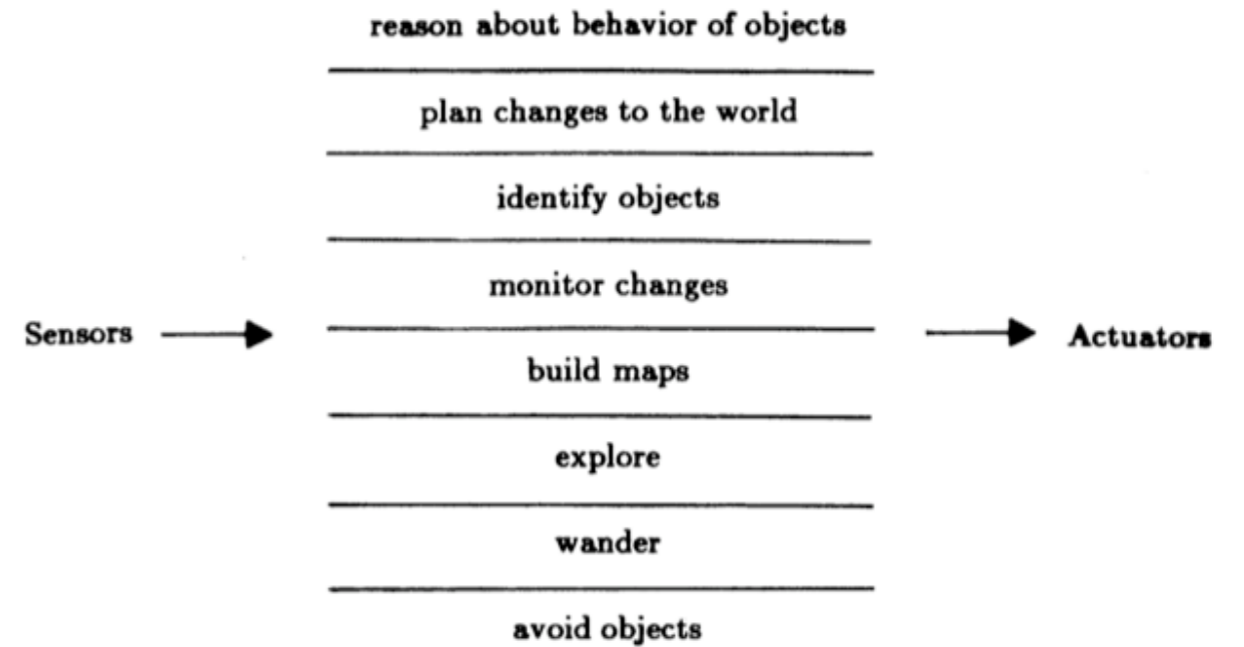 reason about behavior of objects
plan changes to the world
identify objects
monitor changes
Sensors
Actuators
build maps
explore
wander
avoid objects